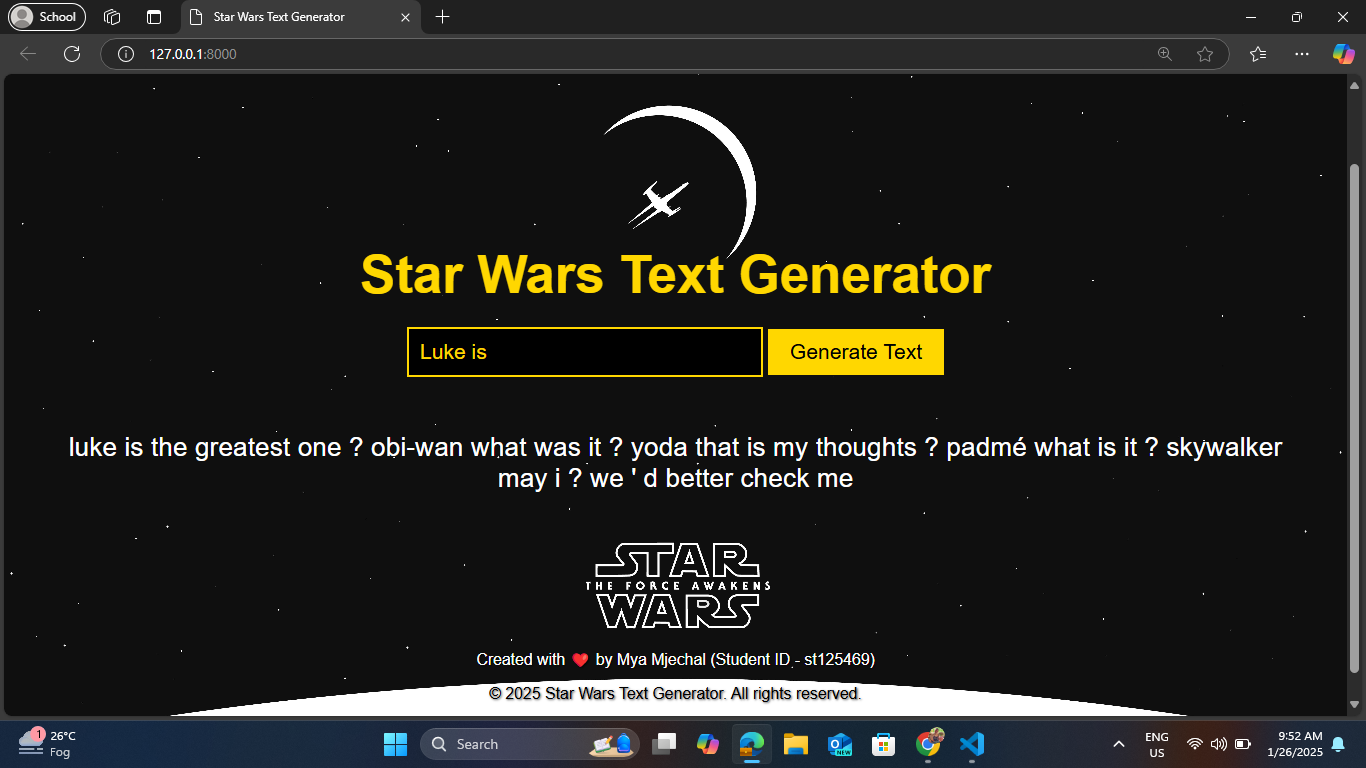 School
Star Wars Text Generator
127.0.0.1:8000
Star Wars Text Generator
Luke is
Generate Text
luke is the greatest one ? obi-wan what was it ? yoda that is my thoughts ? padmé what is it ? skywalker
may i ? we ' d better check me
STAR
THE FORCE AWAKENS
WARS
Created with ❤️ by Mya Mjechal (Student ID - st125469)
© 2025 Star Wars Text Generator. All rights reserved.
1
26°C
Fog
Search
NEW
ENG
US
9:52 AM
1/26/2025